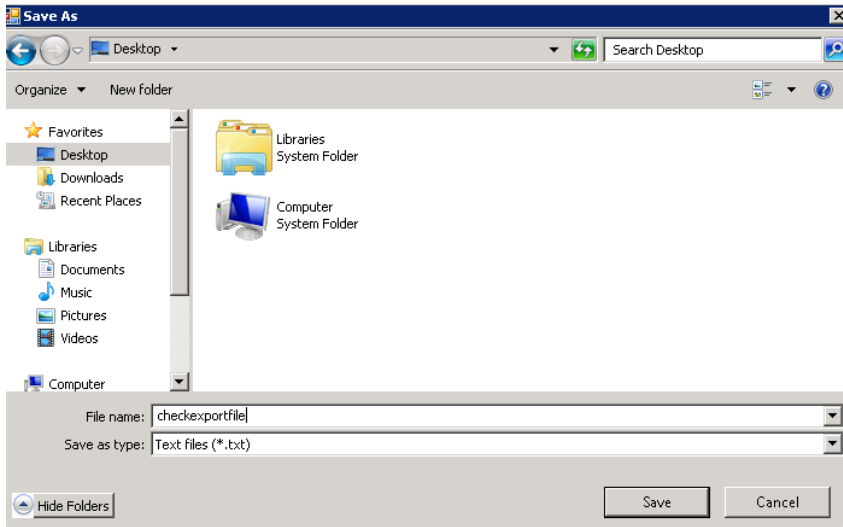 Save As
Desktop
Search Desktop
Organize New folder
Favorites
Desktop
Downloads
Recent Places
Libraries
Documents
Music
Pictures
Videos
Computer
Libraries
System Folder
Computer
System Folder
File name: checkexportfile
Save as type: Text files (*.txt)
Hide Folders
Save Cancel